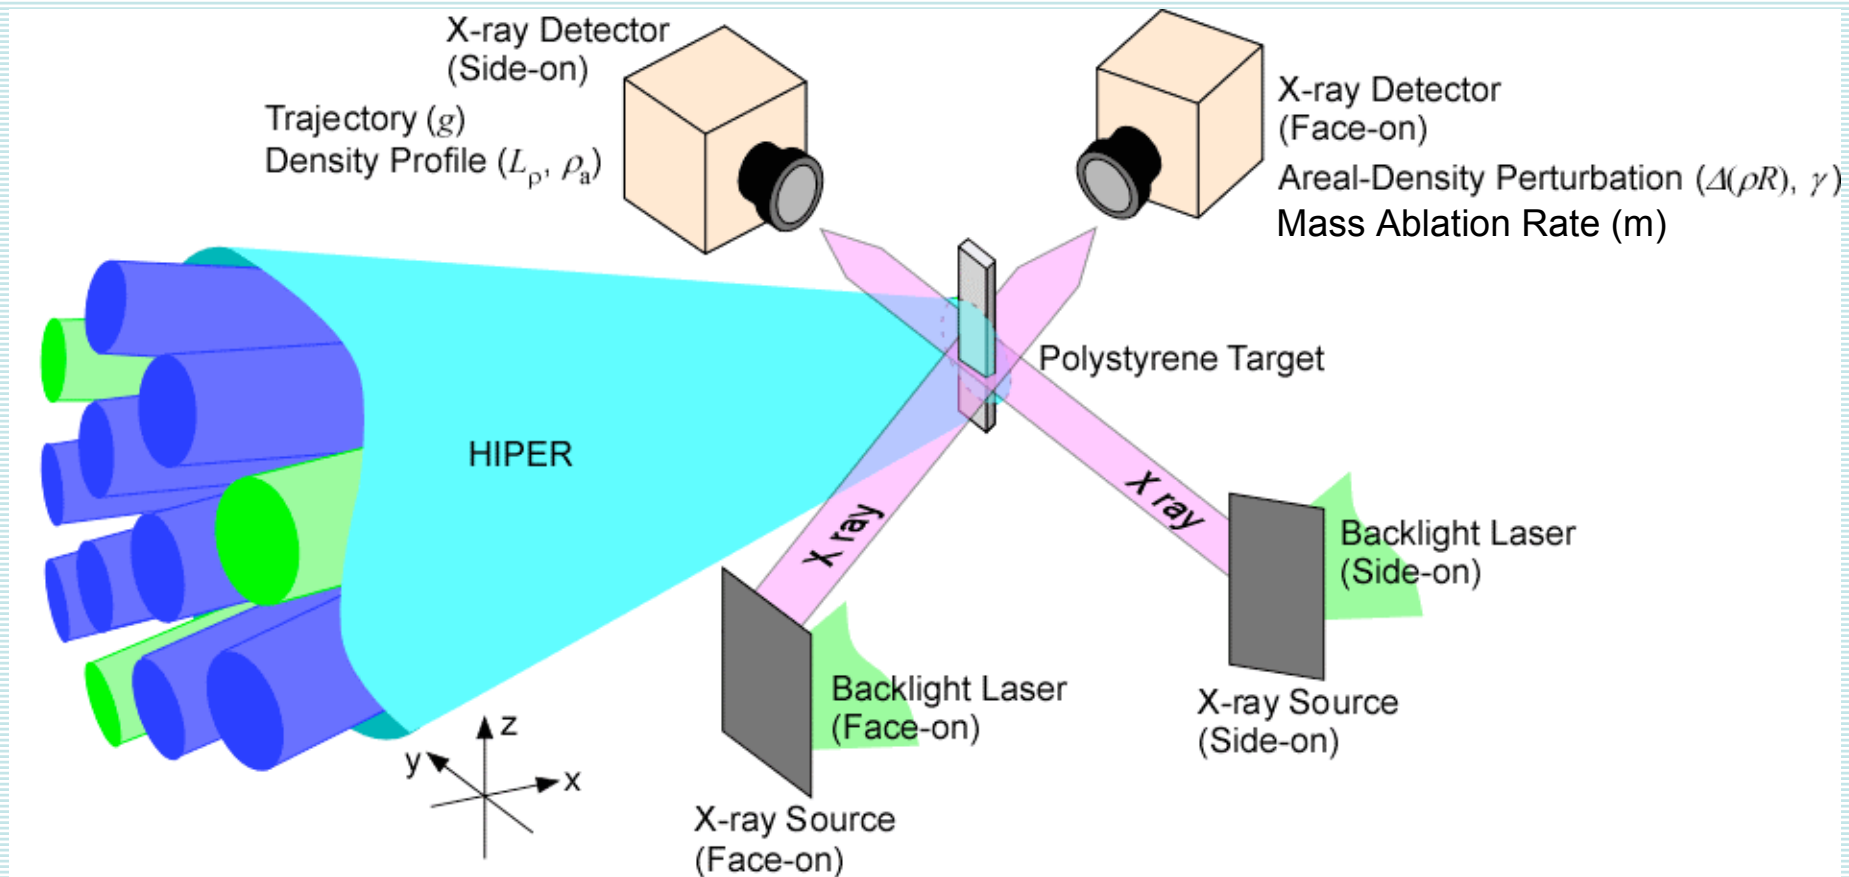 X-ray Detector
(Side-on)
Trajectory (g)
Density Profile (Lρ, ρa)
X-ray Detector
(Face-on)
Areal-Density Perturbation (Δ(ρR), γ)
Mass Ablation Rate (m)
Polystyrene Target
HIPER
X ray
X ray
Backlight Laser
(Side-on)
X-ray Source
(Side-on)
Backlight Laser
(Face-on)
X-ray Source
(Face-on)
z
y
x